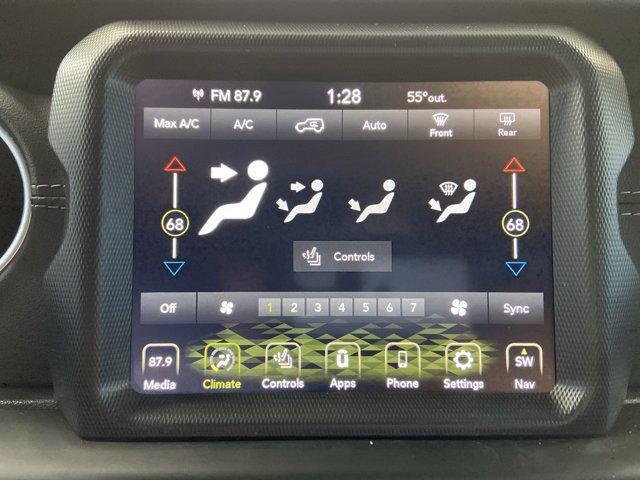 FM 87.9 1:28 55°out.
Max A/C A/C Auto Front Rear
68 68
Controls
Off 1 2 3 4 5 6 7 Sync
87.9 SW
Media Climate Controls Apps Phone Settings Nav